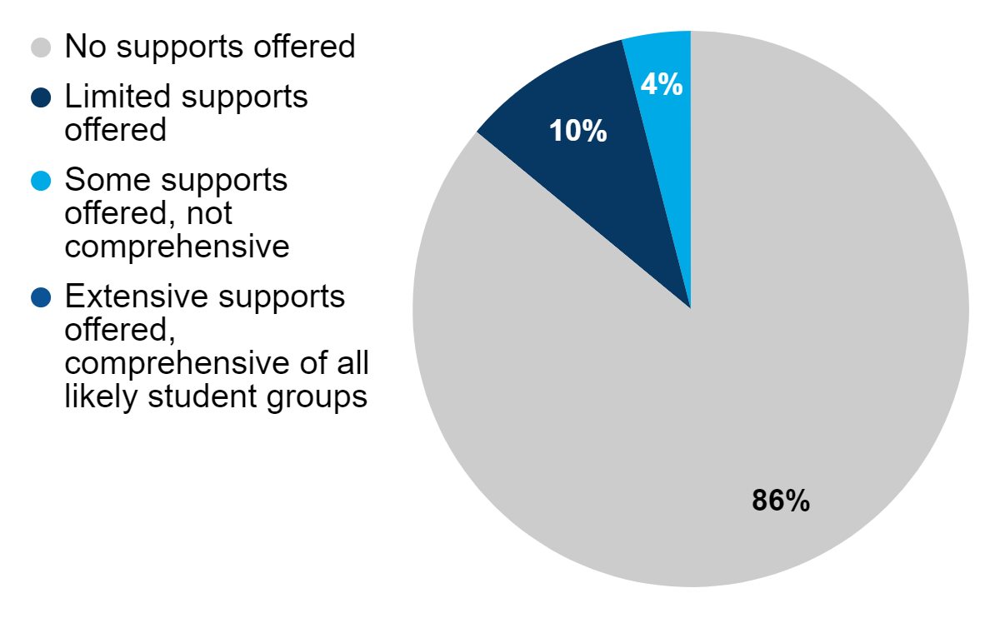 No supports offered
Limited supports
offered
Some supports
offered, not
comprehensive
Extensive supports
offered,
comprehensive of all
likely student groups
4%
10%
86%